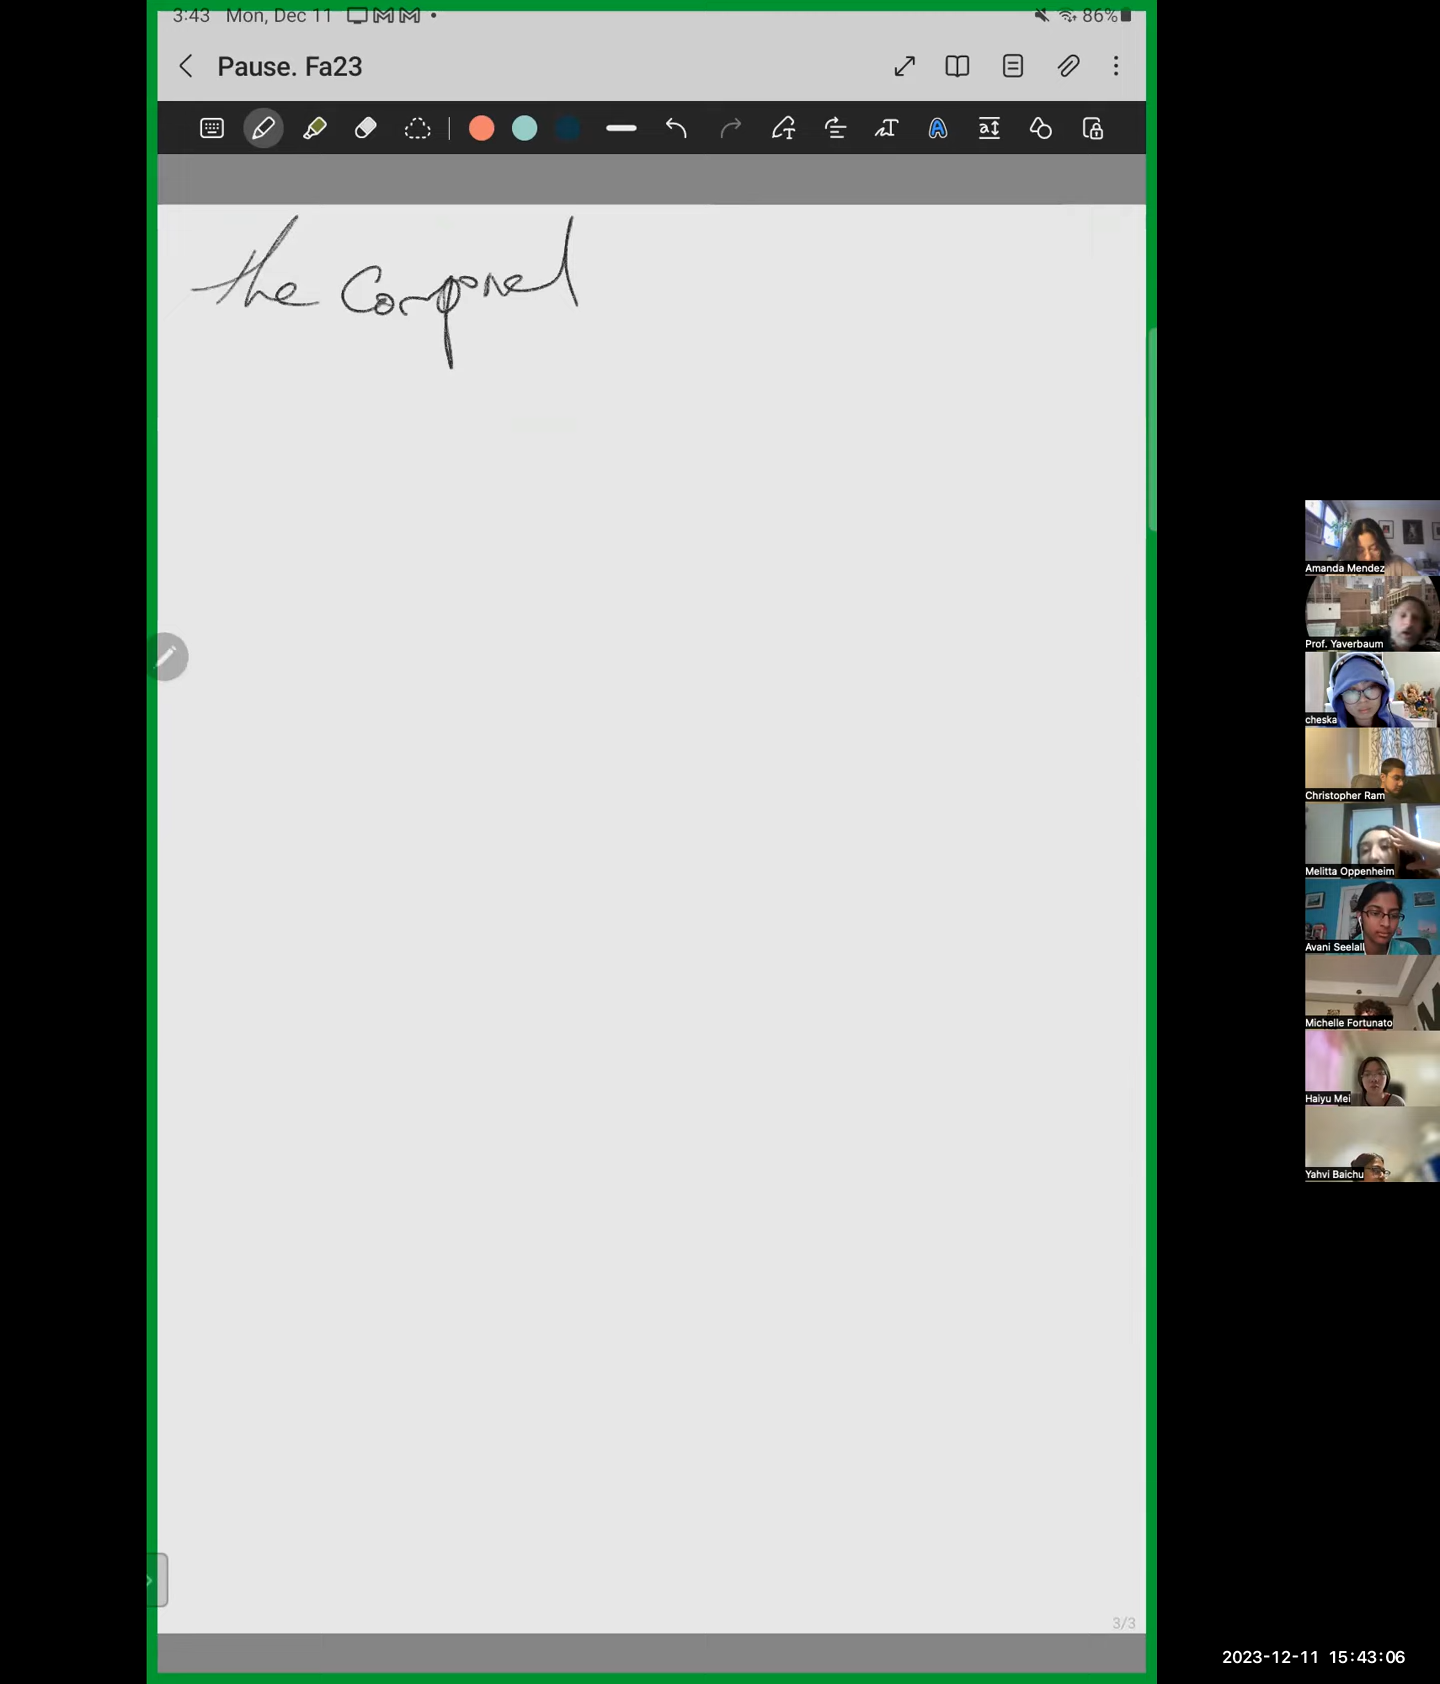 3:43 Mon, Dec 11
86%
Pause. Fa23
the Componel
3/3
Amanda Mendez
Prof. Yaverbaum
cheska
Christopher Ram
Melitta Oppenheim
Avani Seelall
Michelle Fortunato
Haiyu Mei
Yahvi Baichu
2023-12-11 15:43:06